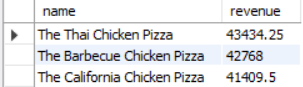 name revenue
The Thai Chicken Pizza 43434.25
The Barbecue Chicken Pizza 42768
The California Chicken Pizza 41409.5